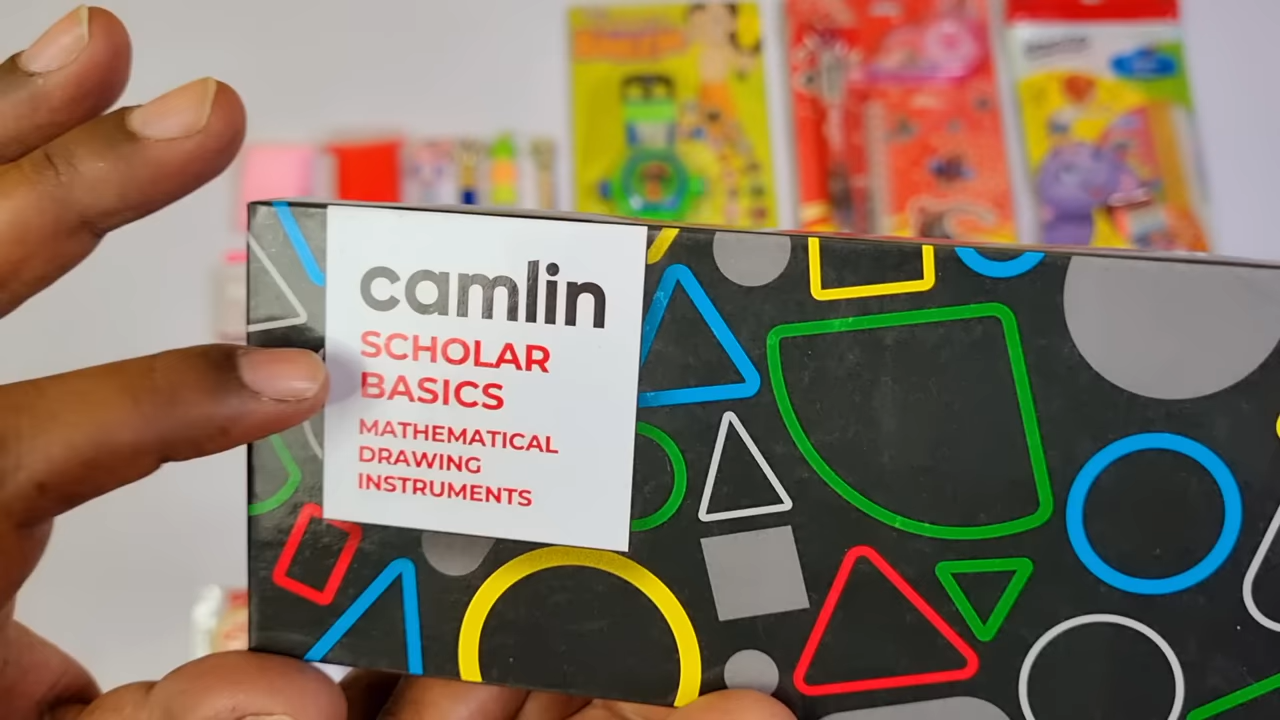 camlin
SCHOLAR
BASICS
MATHEMATICAL
DRAWING
INSTRUMENTS